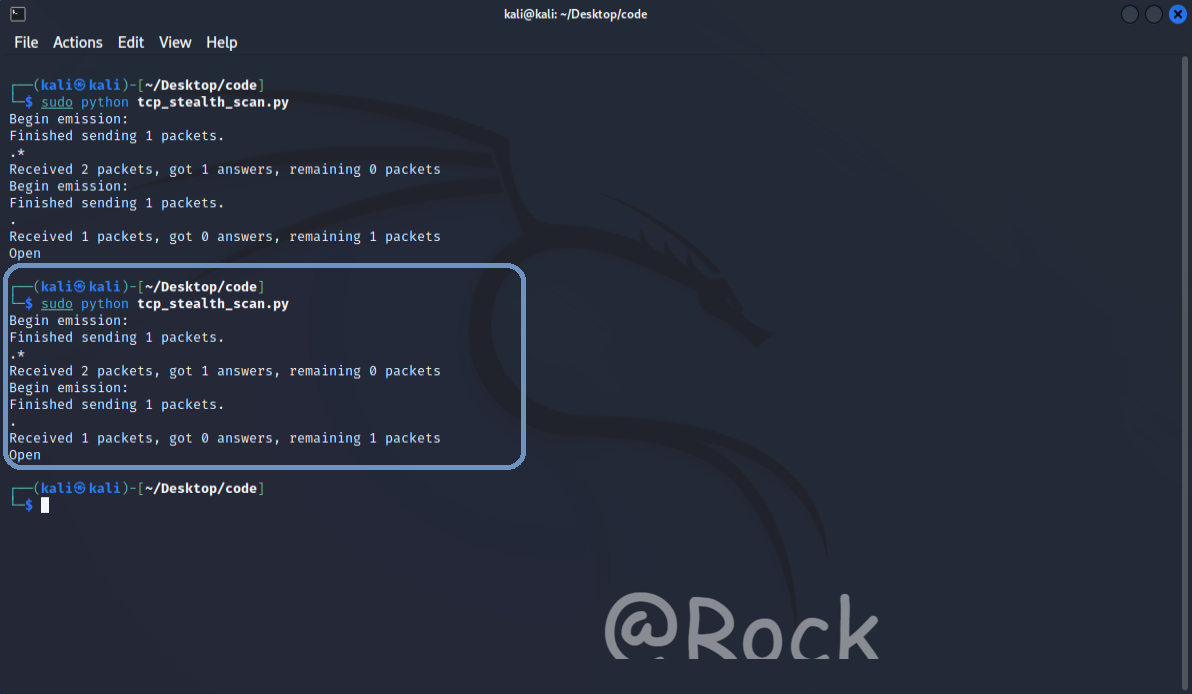 kali@kali: ~/Desktop/code
File Actions Edit View Help
┌──(kali㉿kali)-[~/Desktop/code]
└─$ sudo python tcp_stealth_scan.py
Begin emission:
Finished sending 1 packets.
.*
Received 2 packets, got 1 answers, remaining 0 packets
Begin emission:
Finished sending 1 packets.
.
Received 1 packets, got 0 answers, remaining 1 packets
Open
┌──(kali㉿kali)-[~/Desktop/code]
└─$ sudo python tcp_stealth_scan.py
Begin emission:
Finished sending 1 packets.
.*
Received 2 packets, got 1 answers, remaining 0 packets
Begin emission:
Finished sending 1 packets.
.
Received 1 packets, got 0 answers, remaining 1 packets
Open
┌──(kali㉿kali)-[~/Desktop/code]
└─$
@Rock